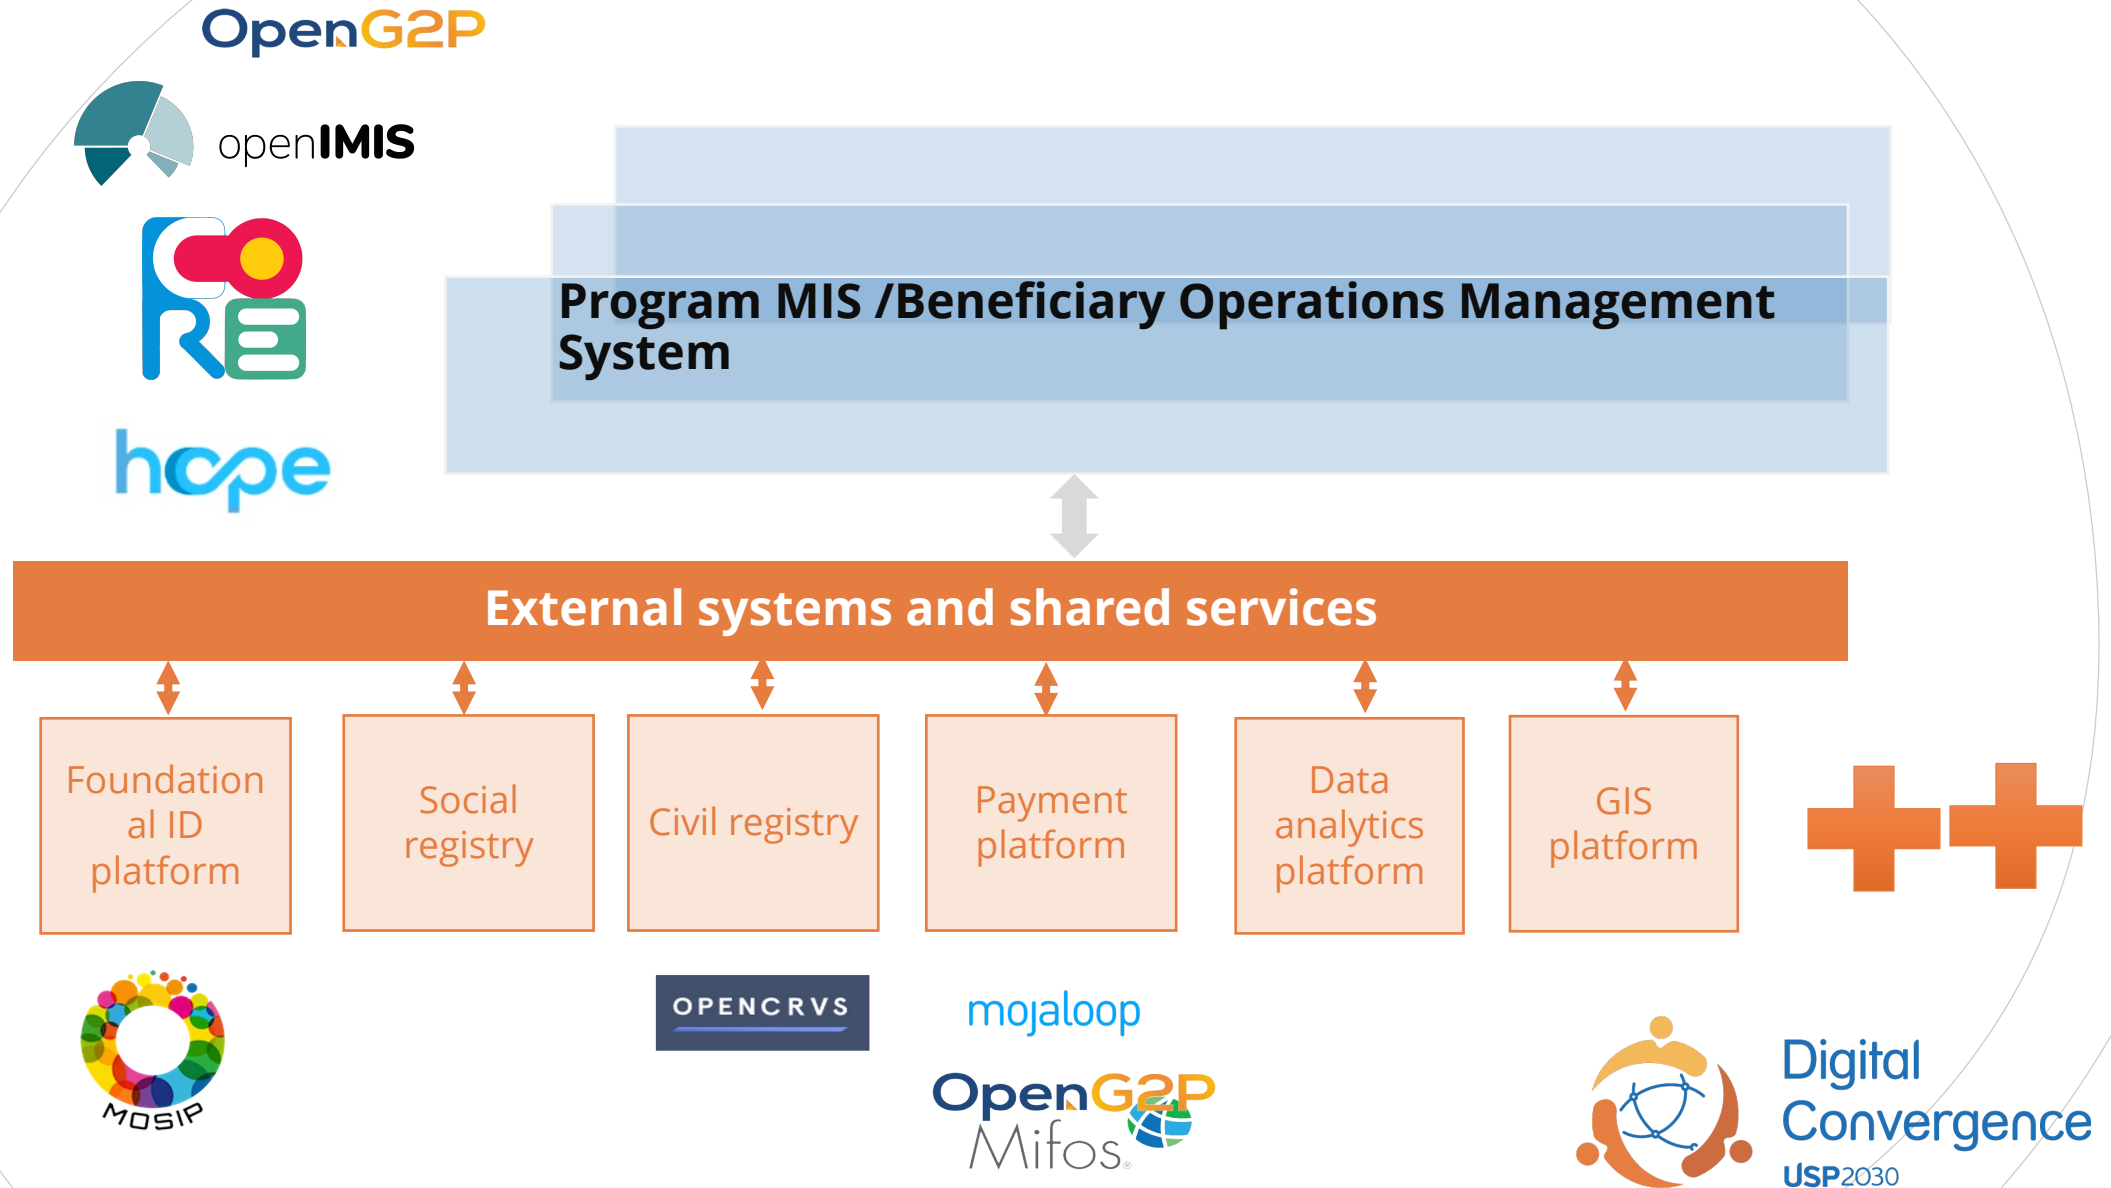 OpenG2P
openIMIS
CORE
hope
Program MIS /Beneficiary Operations Management
System
External systems and shared services
Foundation
al ID
platform
Social
registry
Civil registry
Payment
platform
Data
analytics
platform
GIS
platform
MOSIP
OPENCRVS
mojaloop
OpenG2P
Mifos®
Digital
Convergence
USP2030